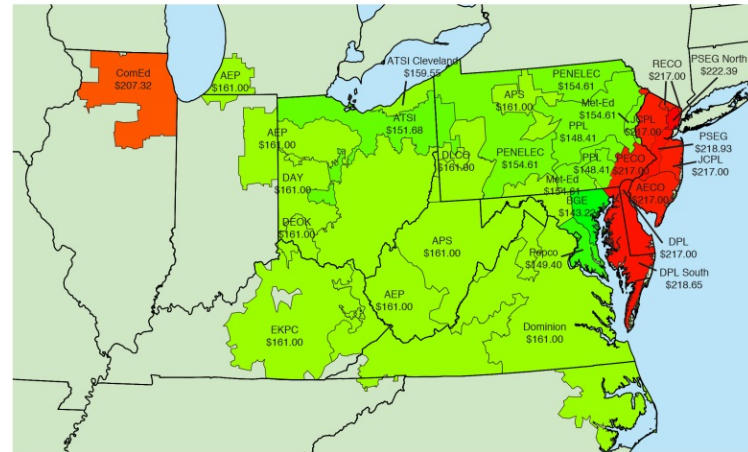 ComEd
$207.32
AEP
$161.00
ATSI Cleveland
$159.55
PENELEC
$154.61
RECO
$217.00
PSEG North
$222.39
APS
$161.00
Met-Ed
$154.61
JCPL
$217.00
ATSI
$151.68
AEP
$161.00
PPL
$148.41
PSEG
$218.93
JCPL
$217.00
DLCO
$161.00
PENELEC
$154.61
PPL
$148.41
PECO
$217.00
DAY
$161.00
Met-Ed
$154.61
AECO
$217.00
BGE
DEOK
$161.00
APS
$161.00
Pepco
$149.40
DPL
$217.00
DPL South
$218.65
AEP
$161.00
EKPC
$161.00
Dominion
$161.00